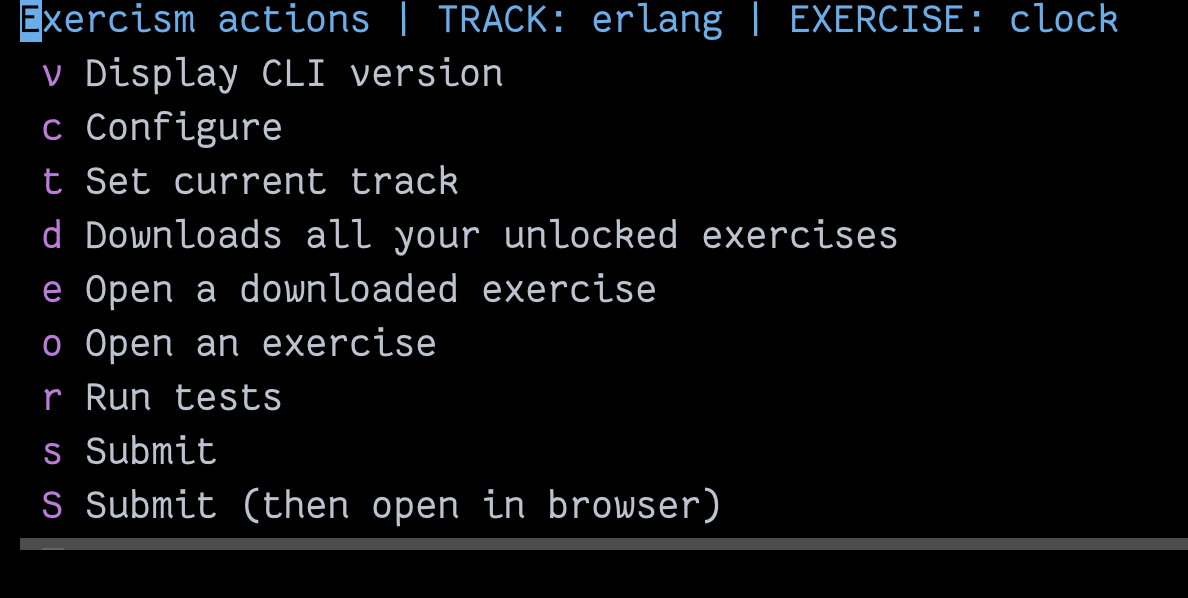 Exercism actions | TRACK: erlang | EXERCISE: clock
v Display CLI version
c Configure
t Set current track
d Downloads all your unlocked exercises
e Open a downloaded exercise
o Open an exercise
r Run tests
s Submit
S Submit (then open in browser)